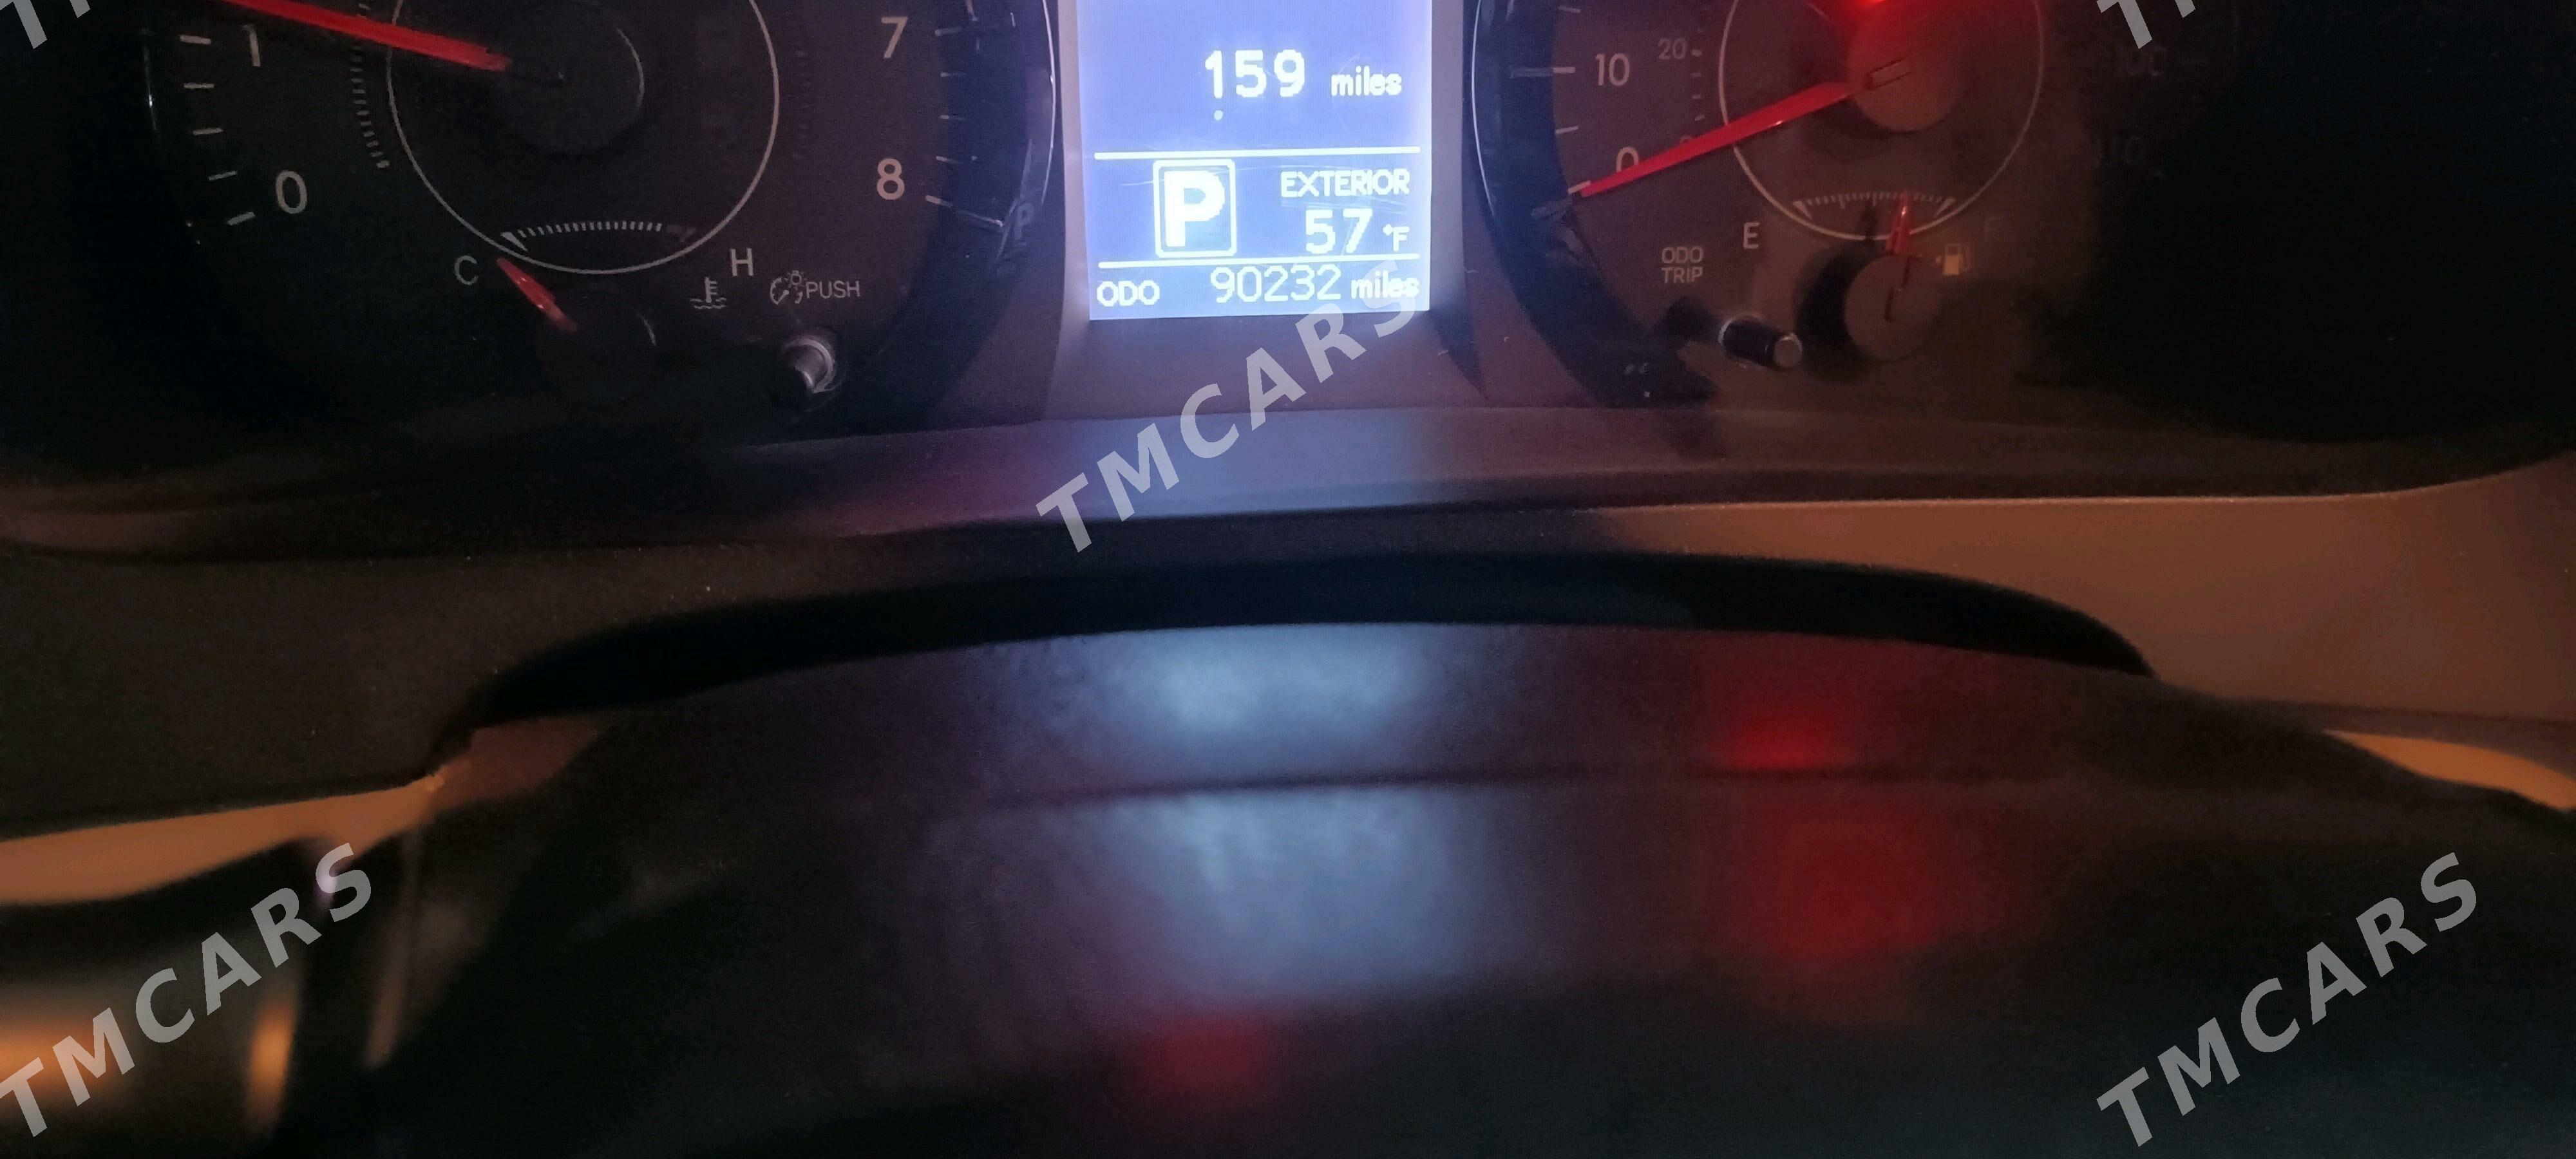 1
0
C
H
PUSH
7
8
159 miles
P
EXTERIOR
57 °F
ODO 90232 miles
10
20
0
E
ODO
TRIP
TMCARS
TMCARS
TMCARS